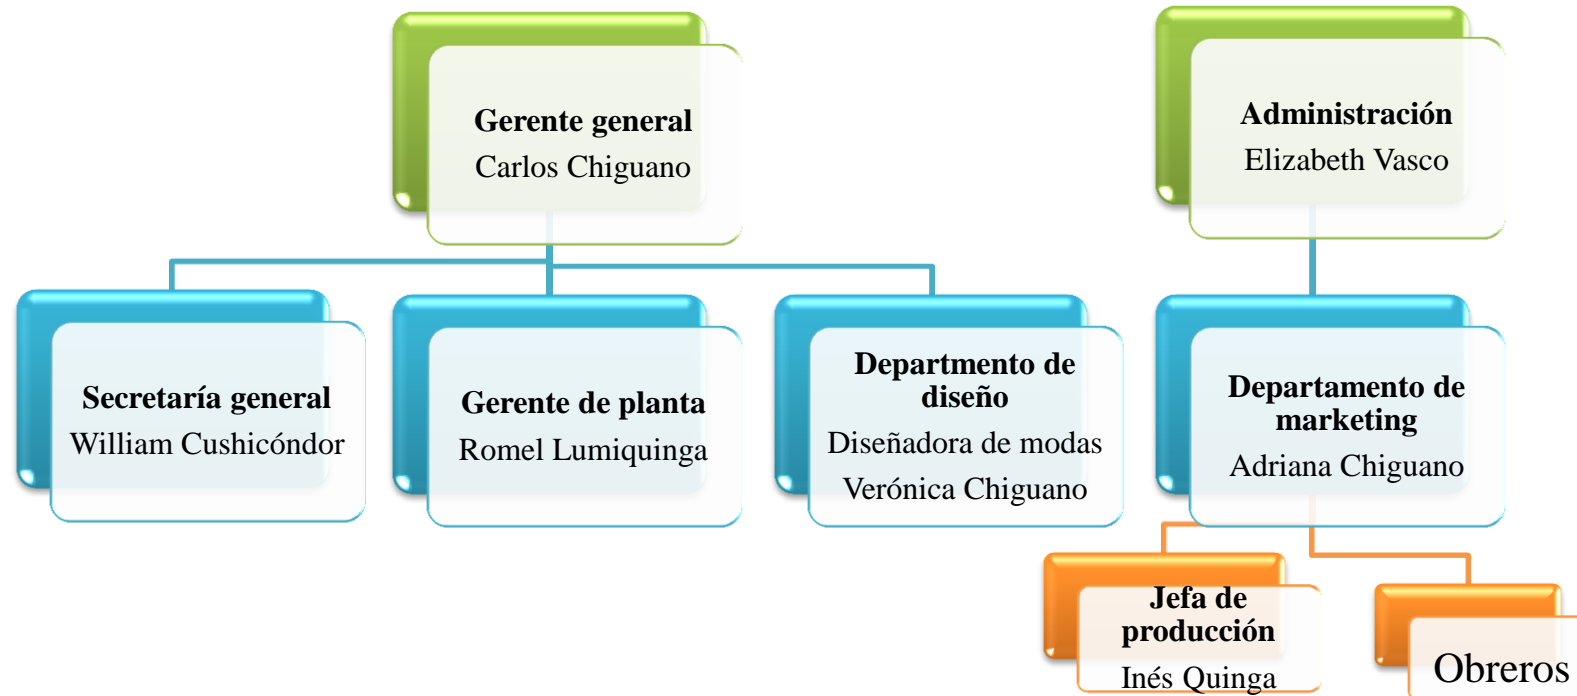 Gerente general
Carlos Chiguano
Administración
Elizabeth Vasco
Secretaría general
William Cushicóndor
Gerente de planta
Romel Lumiquinga
Departmento de
diseño
Diseñadora de modas
Verónica Chiguano
Departamento de
marketing
Adriana Chiguano
Jefa de
producción
Inés Quinga
Obreros